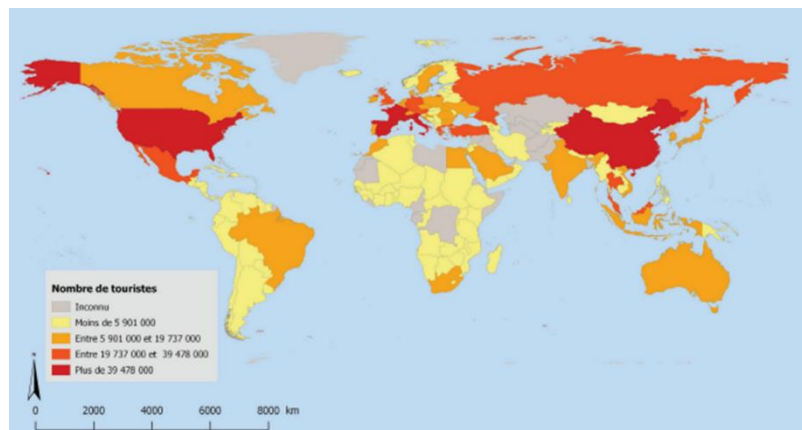 Nombre de touristes
Inconnu
Moins de 5 901 000
Entre 5 901 000 et 19 737 000
Entre 19 737 000 et 39 478 000
Plus de 39 478 000
0 2000 4000 6000 8000 km